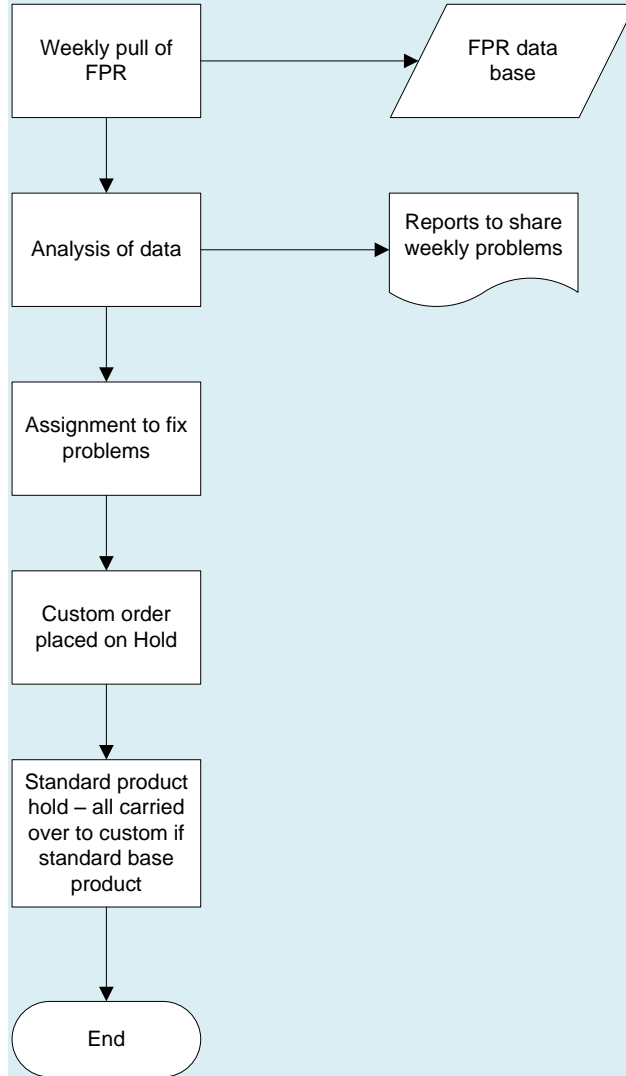 Weekly pull of
FPR
FPR data
base
Analysis of data
Reports to share
weekly problems
Assignment to fix
problems
Custom order
placed on Hold
Standard product
hold – all carried
over to custom if
standard base
product
End